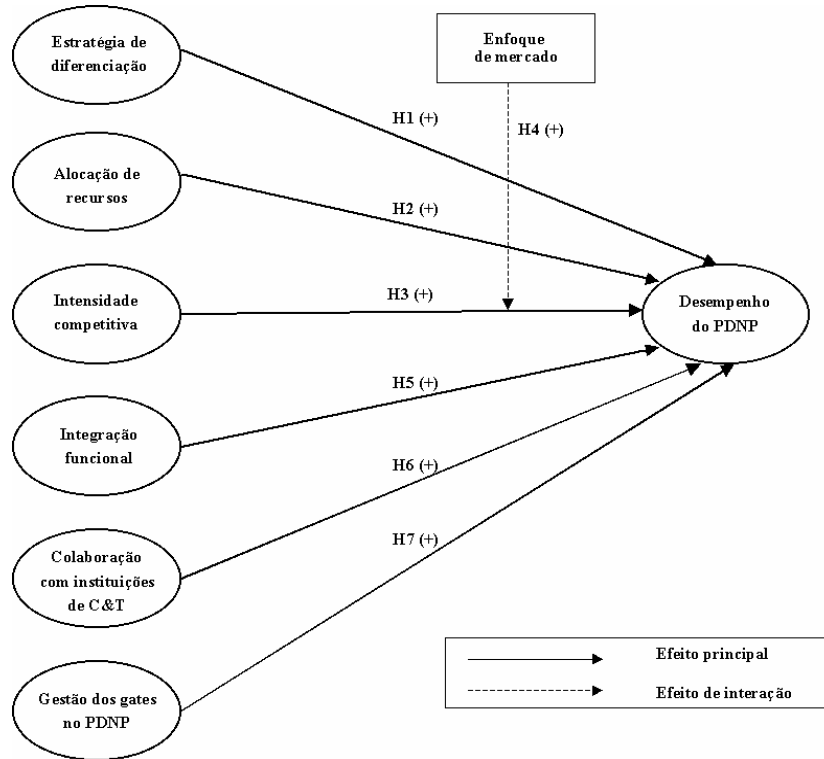 Estratégia de
diferenciação
Enfoque
de mercado
H1 (+)
H4 (+)
Alocação de
recursos
H2 (+)
Intensidade
competitiva
H3 (+)
Desempenho
do PDNP
H5 (+)
Integração
funcional
H6 (+)
H7 (+)
Colaboração
com instituições
de C&T
Gestão dos gates
no PDNP
Efeito principal
Efeito de interação